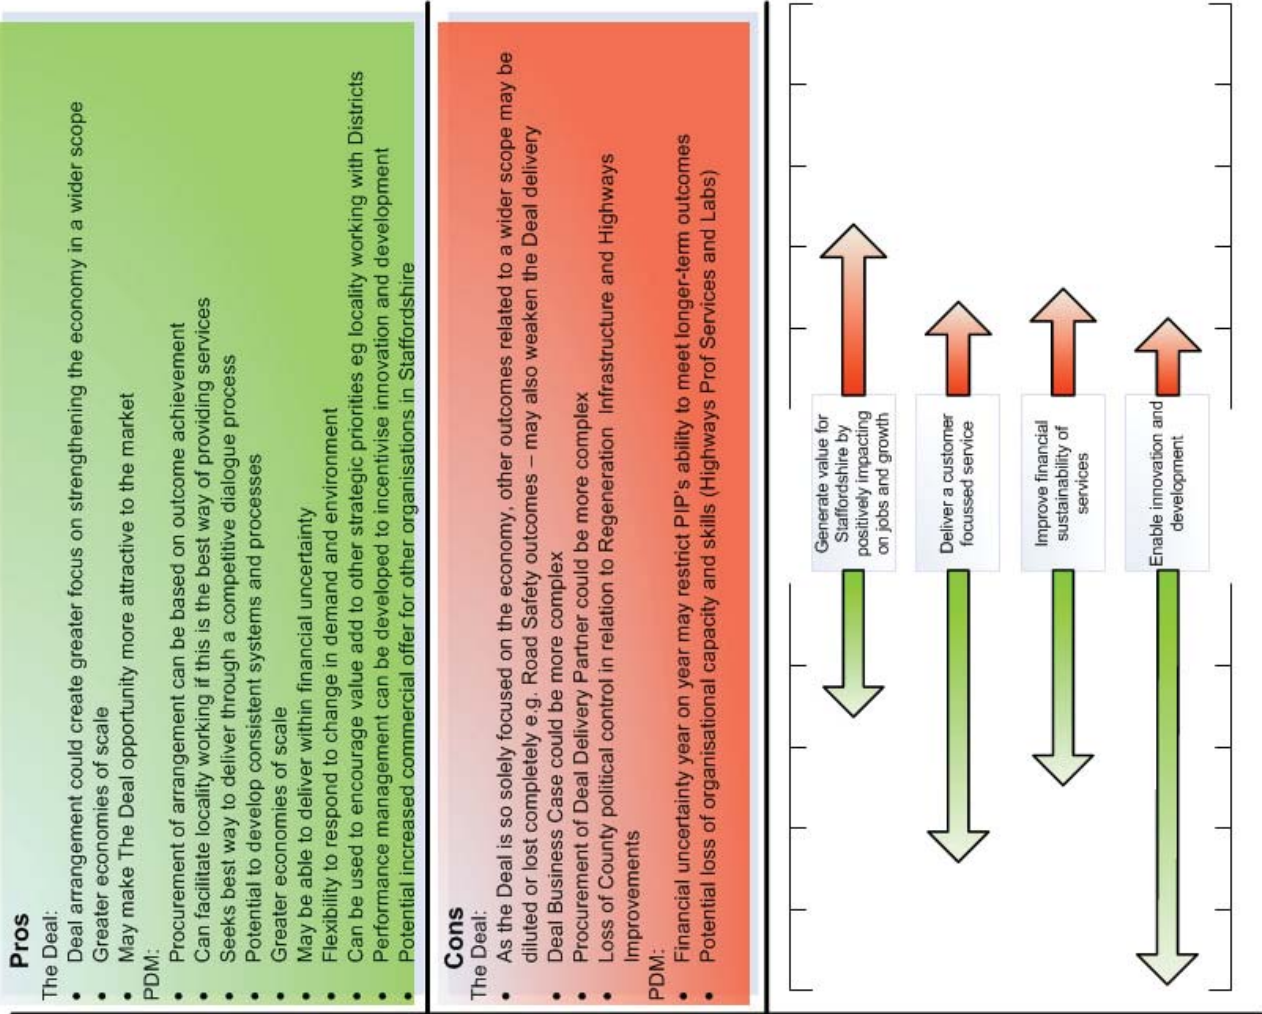 Pros
The Deal:
• Deal arrangement could create greater focus on strengthening the economy in a wider scope
• Greater economies of scale
• May make The Deal opportunity more attractive to the market
PDM:
• Procurement of arrangement can be based on outcome achievement
• Can facilitate locality working if this is the best way of providing services
• Seeks best way to deliver through a competitive dialogue process
• Potential to develop consistent systems and processes
• Greater economies of scale
• May be able to deliver within financial uncertainty
• Flexibility to respond to change in demand and environment
• Can be used to encourage value add to other strategic priorities eg locality working with Districts
• Performance management can be developed to incentivise innovation and development
• Potential increased commercial offer for other organisations in Staffordshire
Cons
The Deal:
• As the Deal is so solely focused on the economy, other outcomes related to a wider scope may be
diluted or lost completely e.g. Road Safety outcomes – may also weaken the Deal delivery
• Deal Business Case could be more complex
• Procurement of Deal Delivery Partner could be more complex
• Loss of County political control in relation to Regeneration Infrastructure and Highways
Improvements
PDM:
• Financial uncertainty year on year may restrict PIP's ability to meet longer-term outcomes
• Potential loss of organisational capacity and skills (Highways Prof Services and Labs)
Generate value for
Staffordshire by
positively impacting
on jobs and growth
Deliver a customer
focussed service
Improve financial
sustainability of
services
Enable innovation and
development